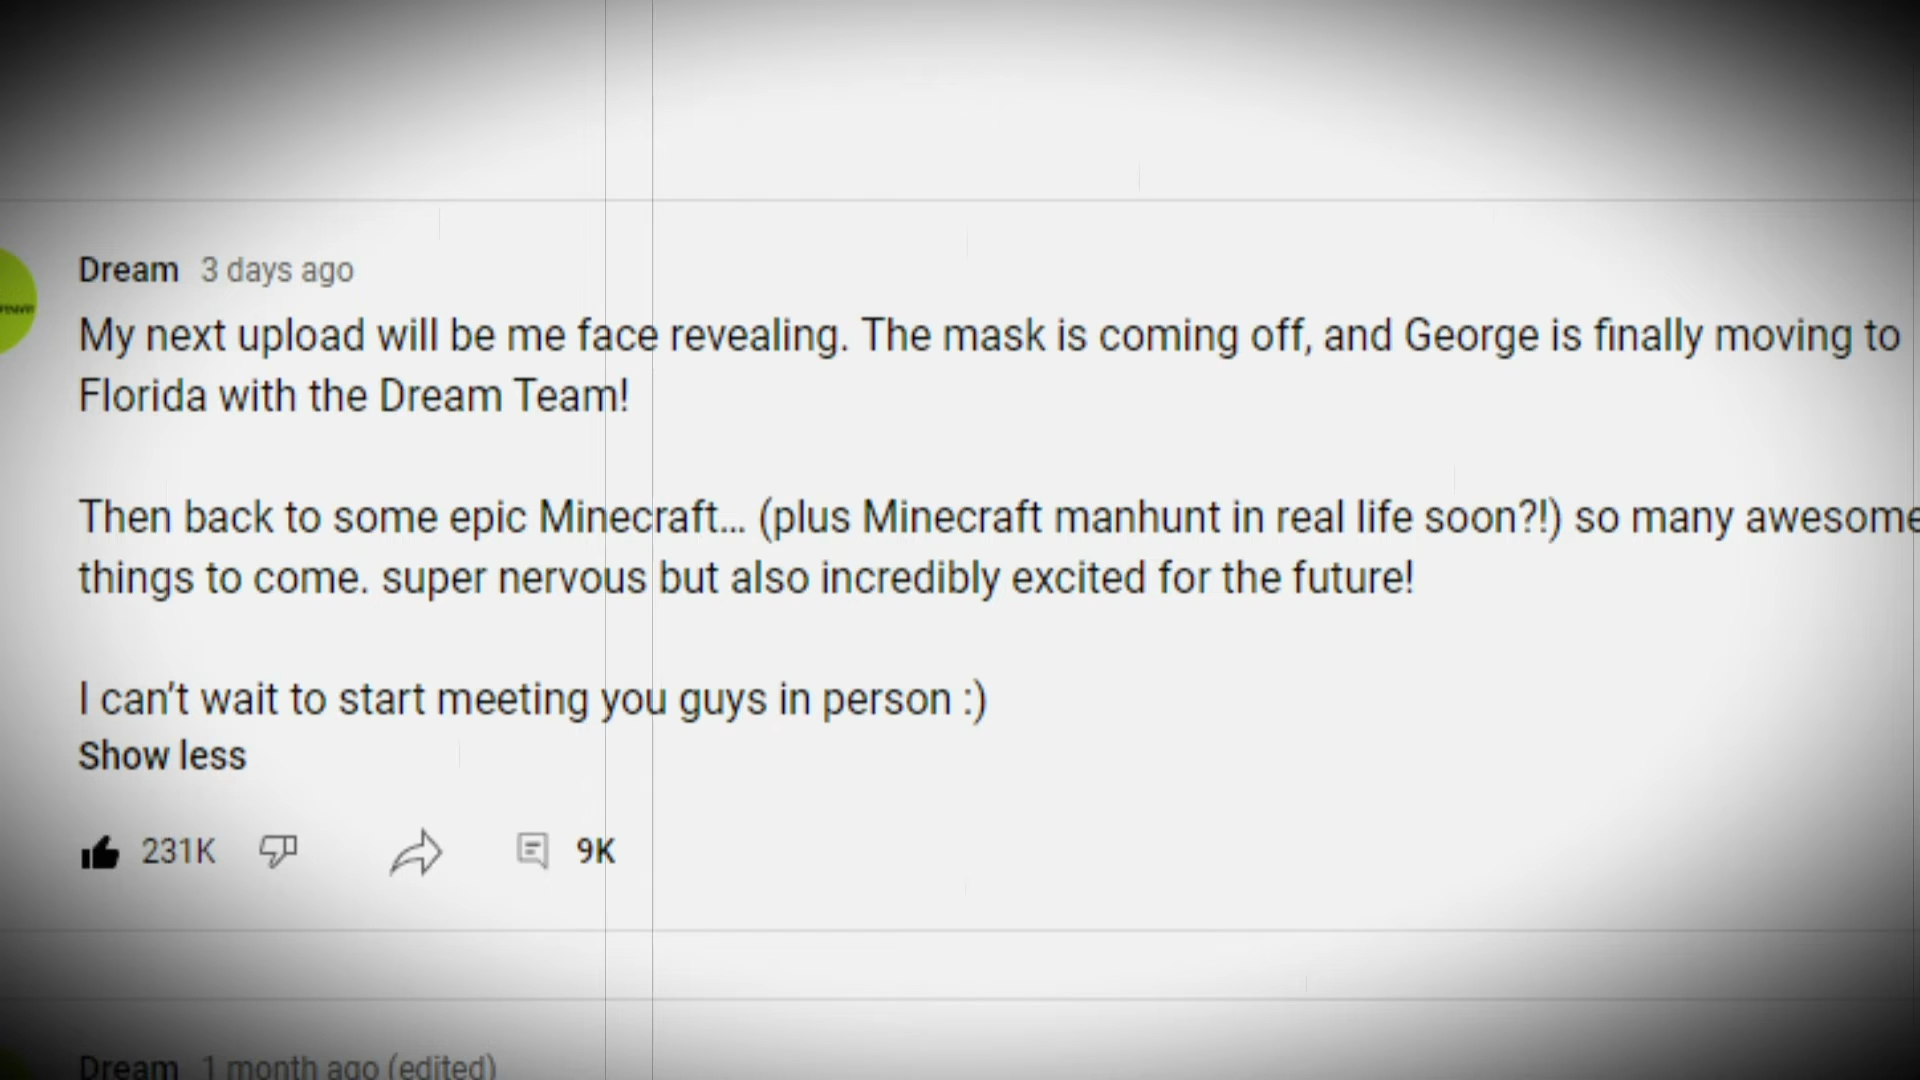 Dream 3 days ago
My next upload will be me face revealing. The mask is coming off, and George is finally moving to
Florida with the Dream Team!
Then back to some epic Minecraft... (plus Minecraft manhunt in real life soon?!) so many awesome
things to come. super nervous but also incredibly excited for the future!
I can’t wait to start meeting you guys in person :)
Show less
231K 9K
Dream 1 month ago (edited)